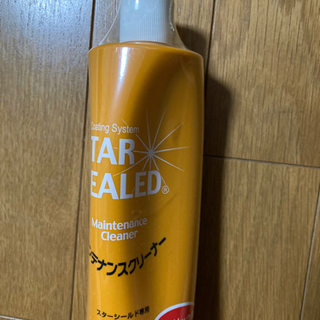 Coating System
TAR
EALED®
Maintenance
Cleaner
テナンスクリーナー
スターシールド専用